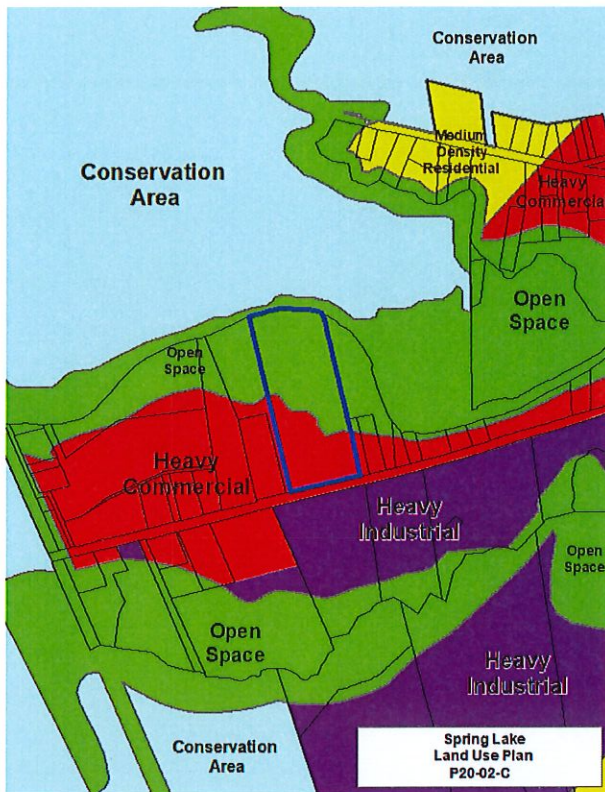 Conservation
Area
Conservation
Area
Medium
Density
Residential
Heavy
Commercial
Open
Space
Open
Space
Heavy
Commercial
Heavy
Industrial
Open
Space
Open
Space
Heavy
Industrial
Conservation
Area
Spring Lake
Land Use Plan
P20-02-C